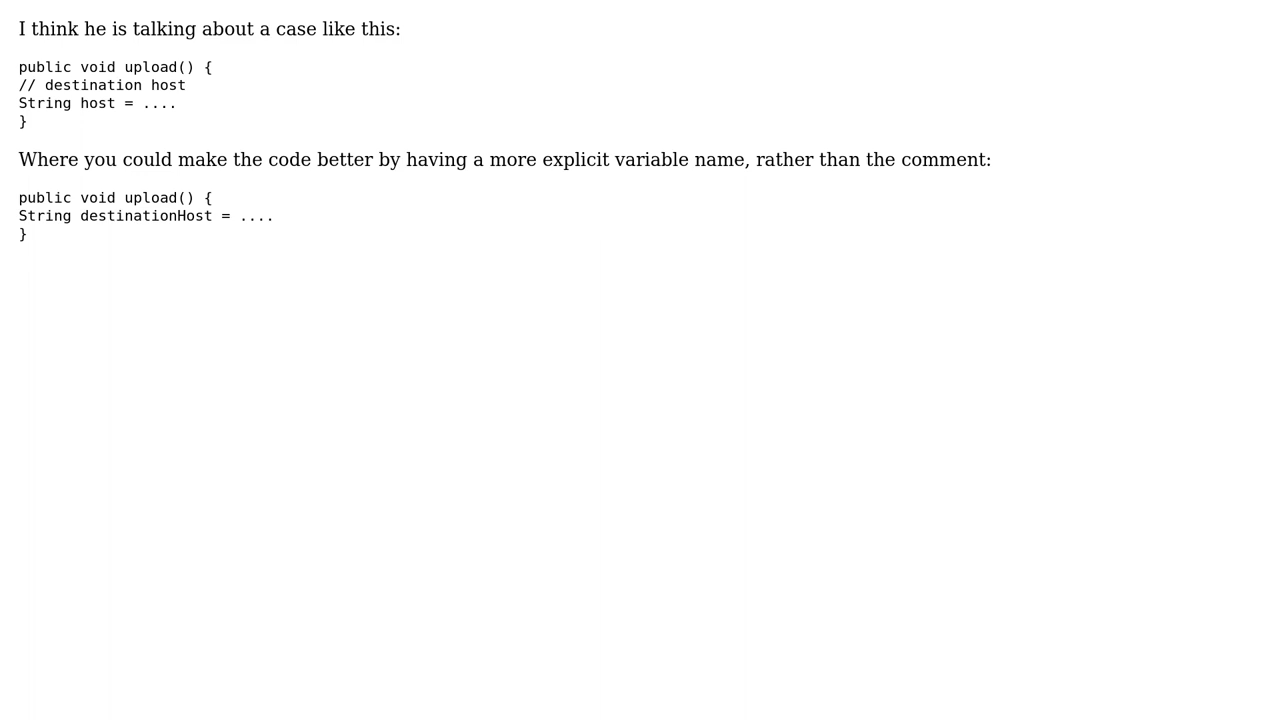 I think he is talking about a case like this:
public void upload() {
// destination host
String host = ....
}
Where you could make the code better by having a more explicit variable name, rather than the comment:
public void upload() {
String destinationHost = ....
}